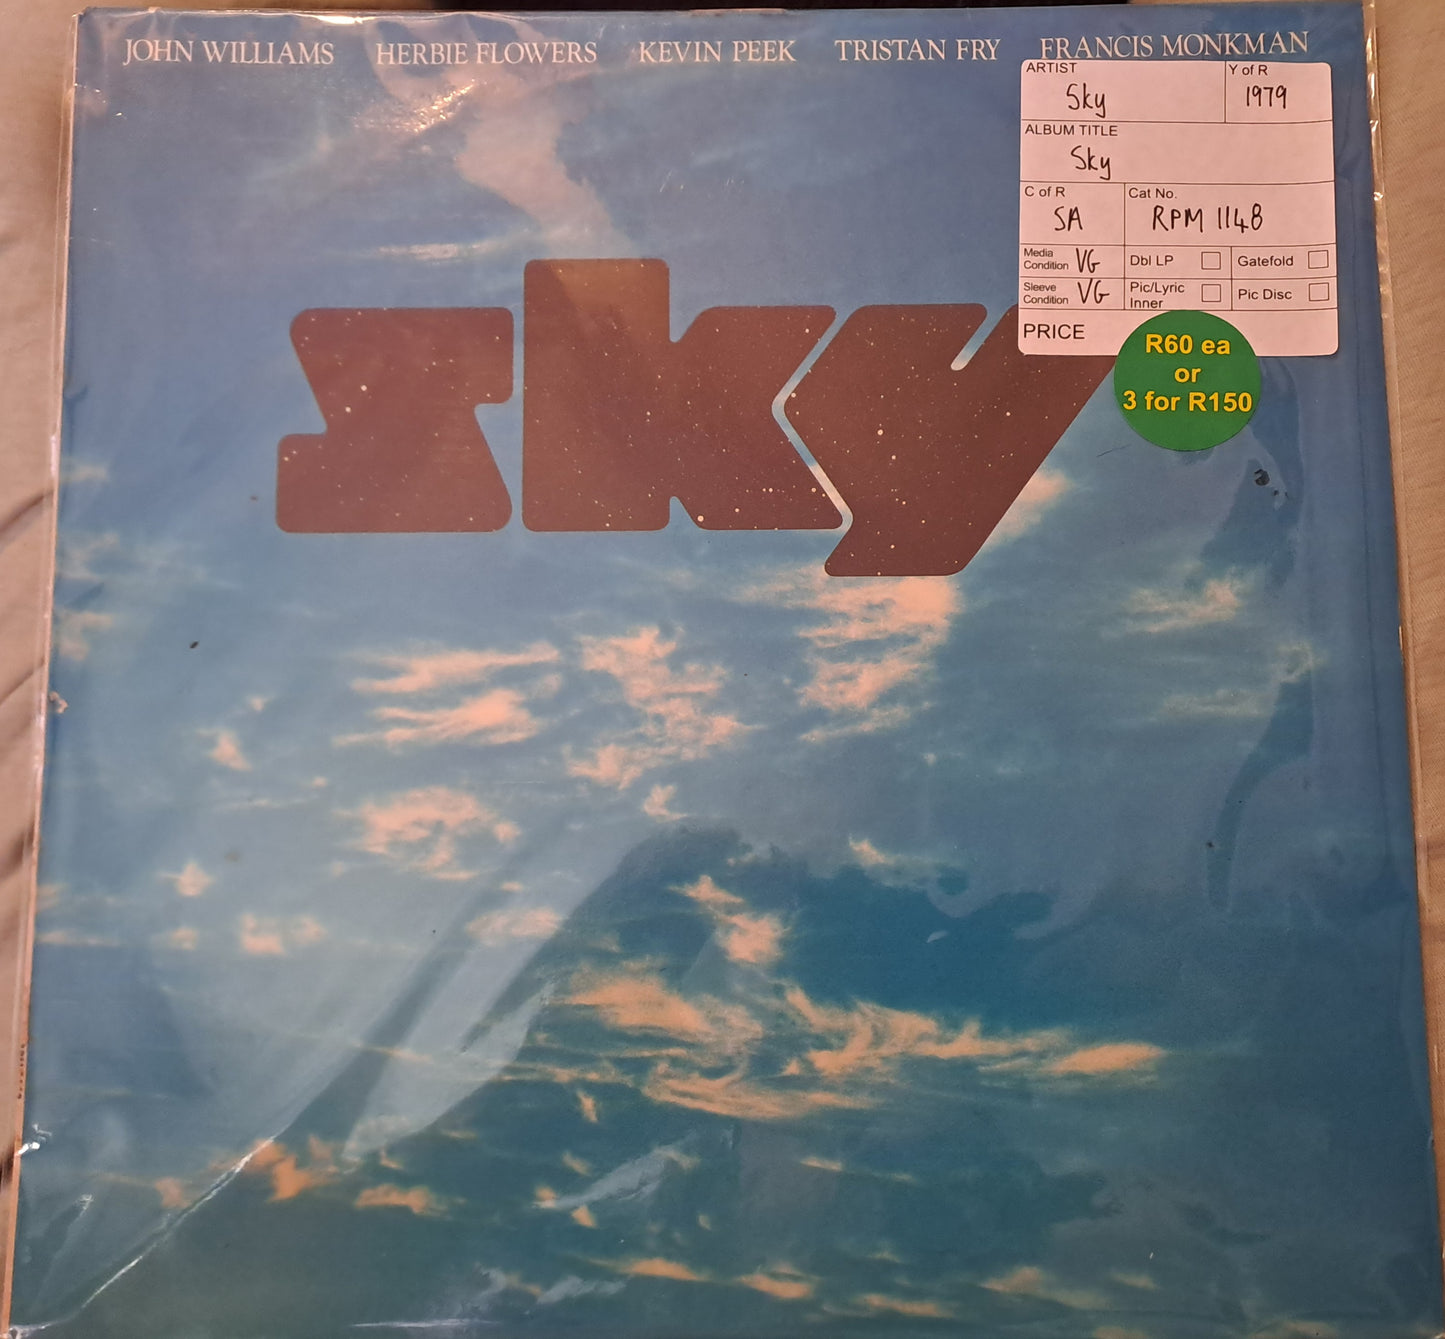 JOHN WILLIAMS HERBIE FLOWERS KEVIN PEEK TRISTAN FRY FRANCIS MONKMAN
sky
ARTIST Y of R
Sky 1979
ALBUM TITLE
Sky
C of R Cat No.
SA RPM 1148
Media
Condition VG Dbl LP Gatefold
Sleeve
Condition VG Pic/Lyric
Inner Pic Disc
PRICE
R60 ea
or
3 for R150